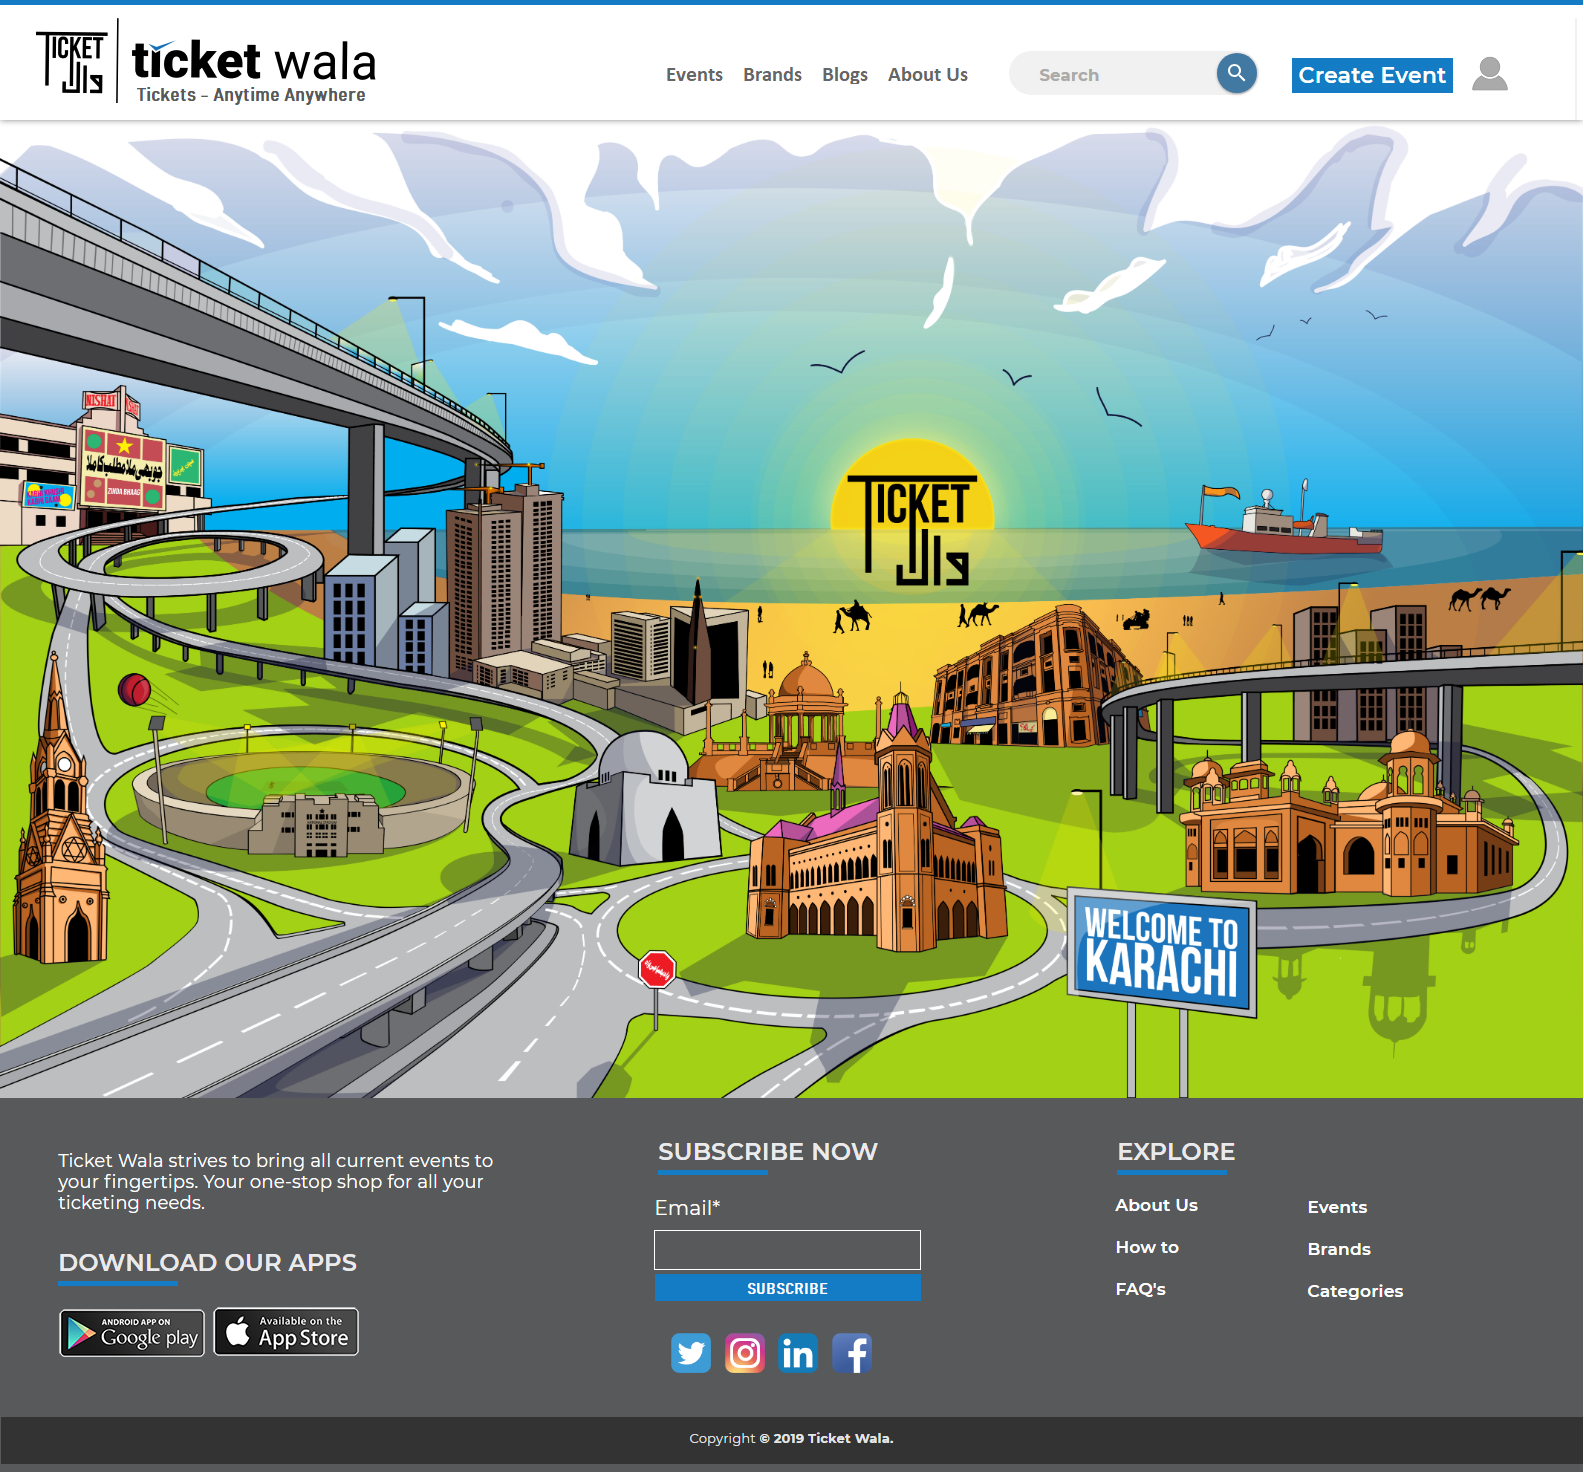 TICKET
والا
ticket wala
Tickets - Anytime Anywhere
Events
Brands
Blogs
About Us
Search
Create Event
NISHAT
ZINDA BHAAG
TICKET
والا
WELCOME TO
KARACHI
Ticket Wala strives to bring all current events to
your fingertips. Your one-stop shop for all your
ticketing needs.
DOWNLOAD OUR APPS
ANDROID APP ON
Google play
Available on the
App Store
SUBSCRIBE NOW
Email*
SUBSCRIBE
in
f
EXPLORE
About Us
Events
How to
Brands
FAQ's
Categories
Copyright © 2019 Ticket Wala.